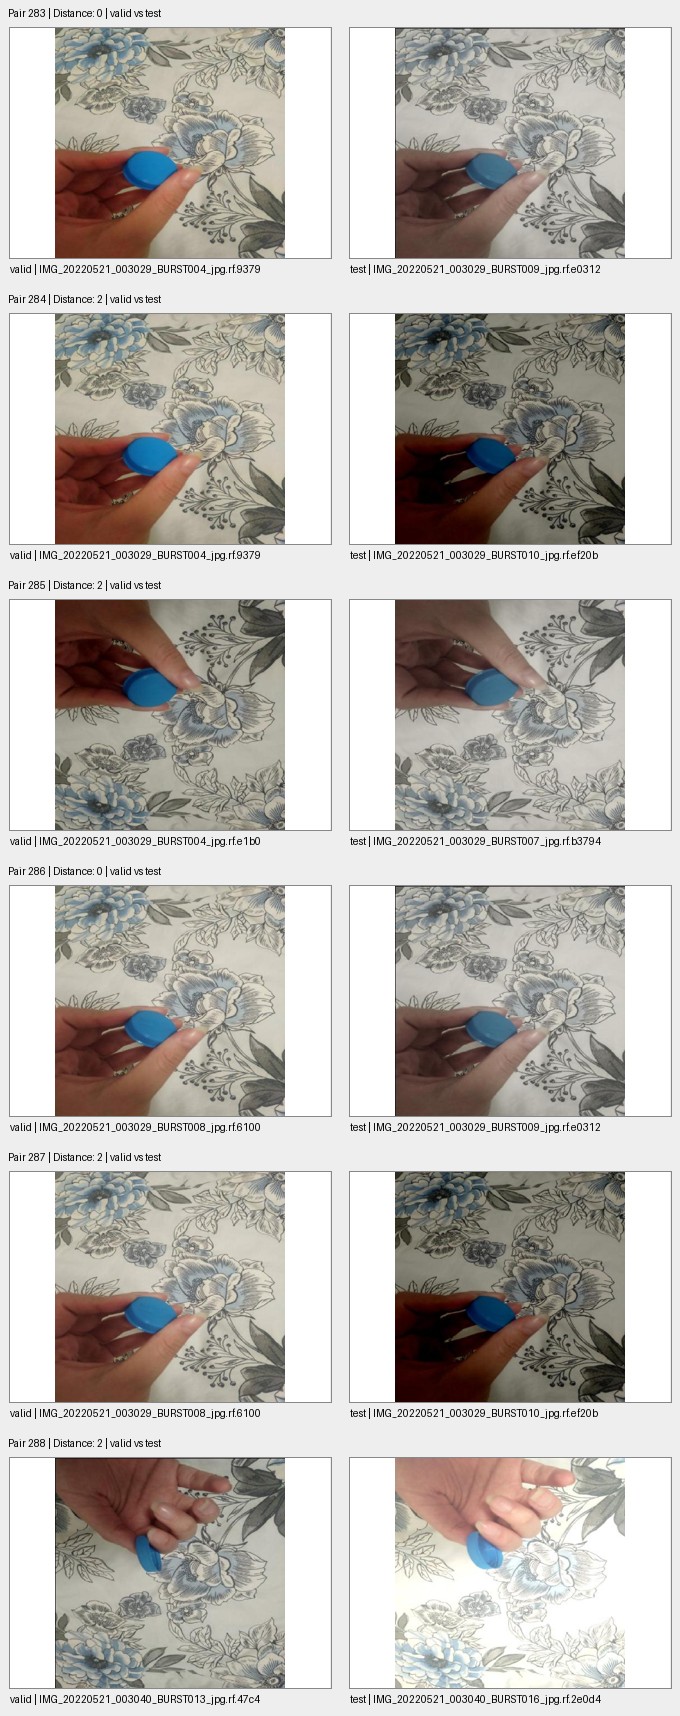 Pair 283 | Distance: 0 | valid vs test
valid | IMG_20220521_003029_BURST004_jpg.rf.9379
test | IMG_20220521_003029_BURST009_jpg.rf.e0312
Pair 284 | Distance: 2 | valid vs test
valid | IMG_20220521_003029_BURST004_jpg.rf.9379
test | IMG_20220521_003029_BURST010_jpg.rf.ef20b
Pair 285 | Distance: 2 | valid vs test
valid | IMG_20220521_003029_BURST004_jpg.rf.e1b0
test | IMG_20220521_003029_BURST007_jpg.rf.b3794
Pair 286 | Distance: 0 | valid vs test
valid | IMG_20220521_003029_BURST008_jpg.rf.6100
test | IMG_20220521_003029_BURST009_jpg.rf.e0312
Pair 287 | Distance: 2 | valid vs test
valid | IMG_20220521_003029_BURST008_jpg.rf.6100
test | IMG_20220521_003029_BURST010_jpg.rf.ef20b
Pair 288 | Distance: 2 | valid vs test
valid | IMG_20220521_003040_BURST013_jpg.rf.47c4
test | IMG_20220521_003040_BURST016_jpg.rf.2e0d4